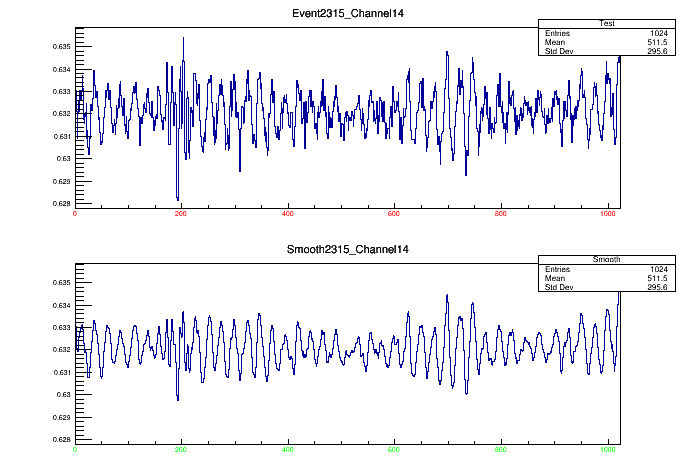 Event2315_Channel14
Test
Entries 1024
Mean 511.5
Std Dev 295.6
0.635
0.634
0.633
0.632
0.631
0.63
0.629
0.628
0 200 400 600 800 1000
Smooth2315_Channel14
Smooth
Entries 1024
Mean 511.5
Std Dev 295.6
0.635
0.634
0.633
0.632
0.631
0.63
0.629
0.628
0 200 400 600 800 1000